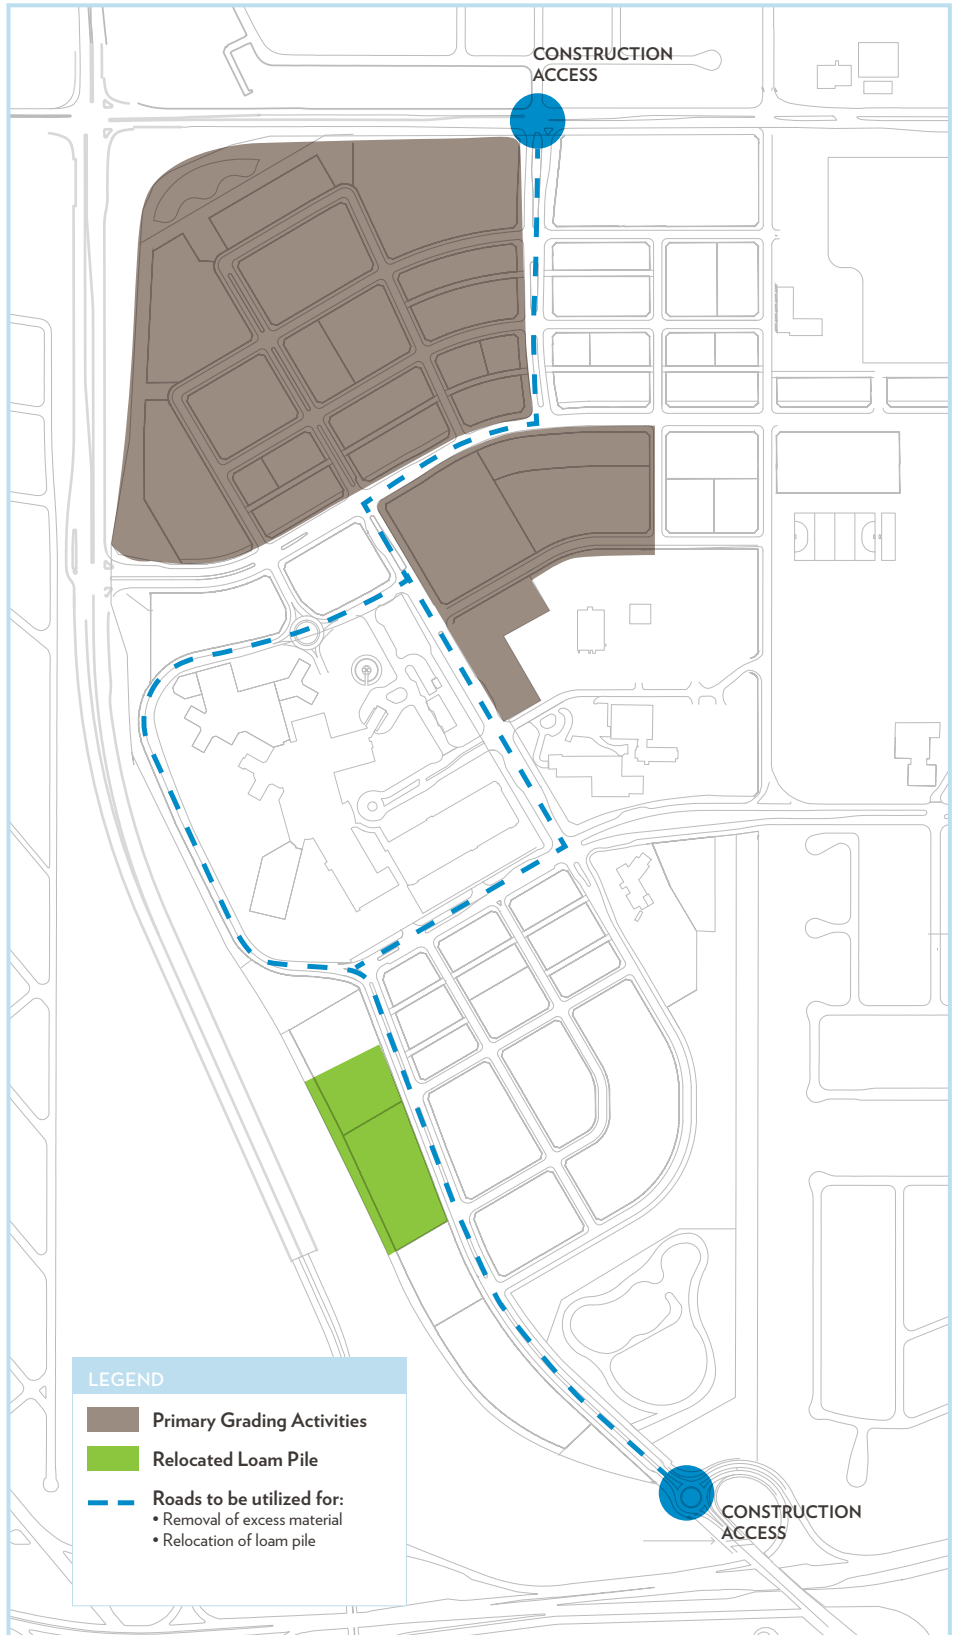 CONSTRUCTION
ACCESS
LEGEND
Primary Grading Activities
Relocated Loam Pile
Roads to be utilized for:
• Removal of excess material
• Relocation of loam pile
CONSTRUCTION
ACCESS